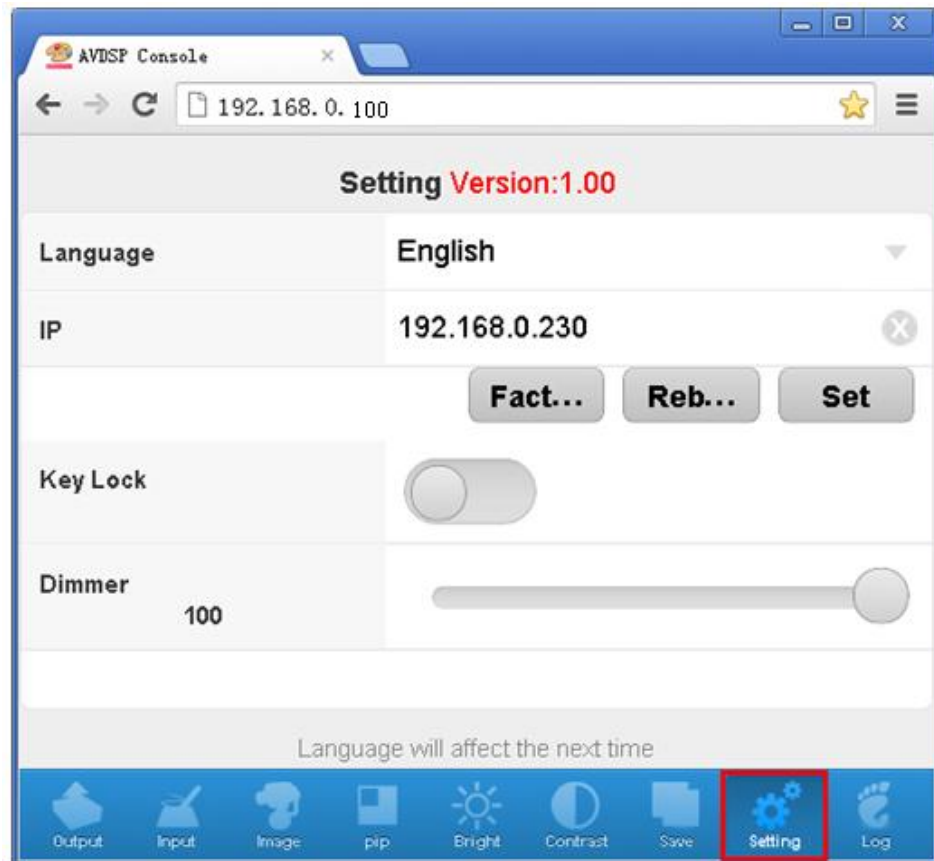 AVDSP Console
192.168.0.100
Setting Version:1.00
Language English
IP 192.168.0.230
Fact... Reb... Set
Key Lock
Dimmer
100
Language will affect the next time
Output Input Image pip Bright Contrast Save Setting Log